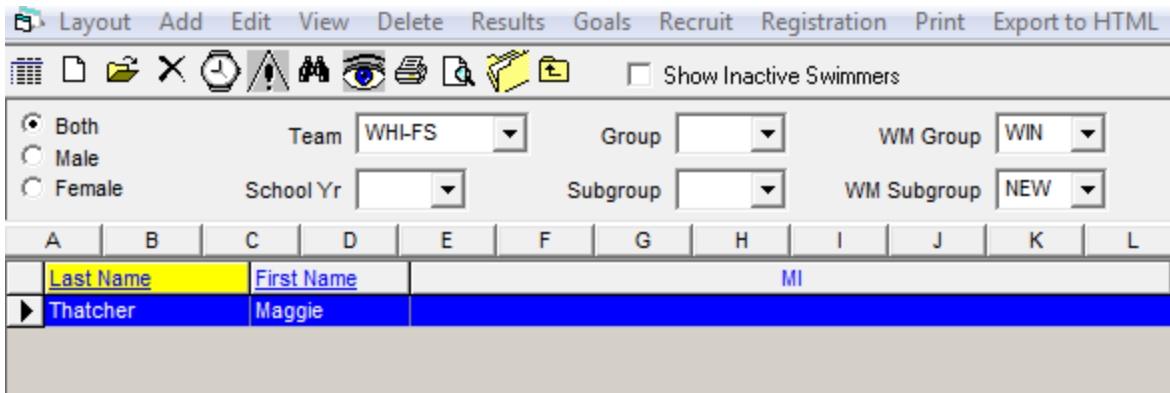 Layout Add Edit View Delete Results Goals Recruit Registration Print Export to HTML
Show Inactive Swimmers
Both Team WHI-FS Group WM Group WIN
Male
Female School Yr Subgroup WM Subgroup NEW
A B C D E F G H I J K L
Last Name First Name MI
Thatcher Maggie